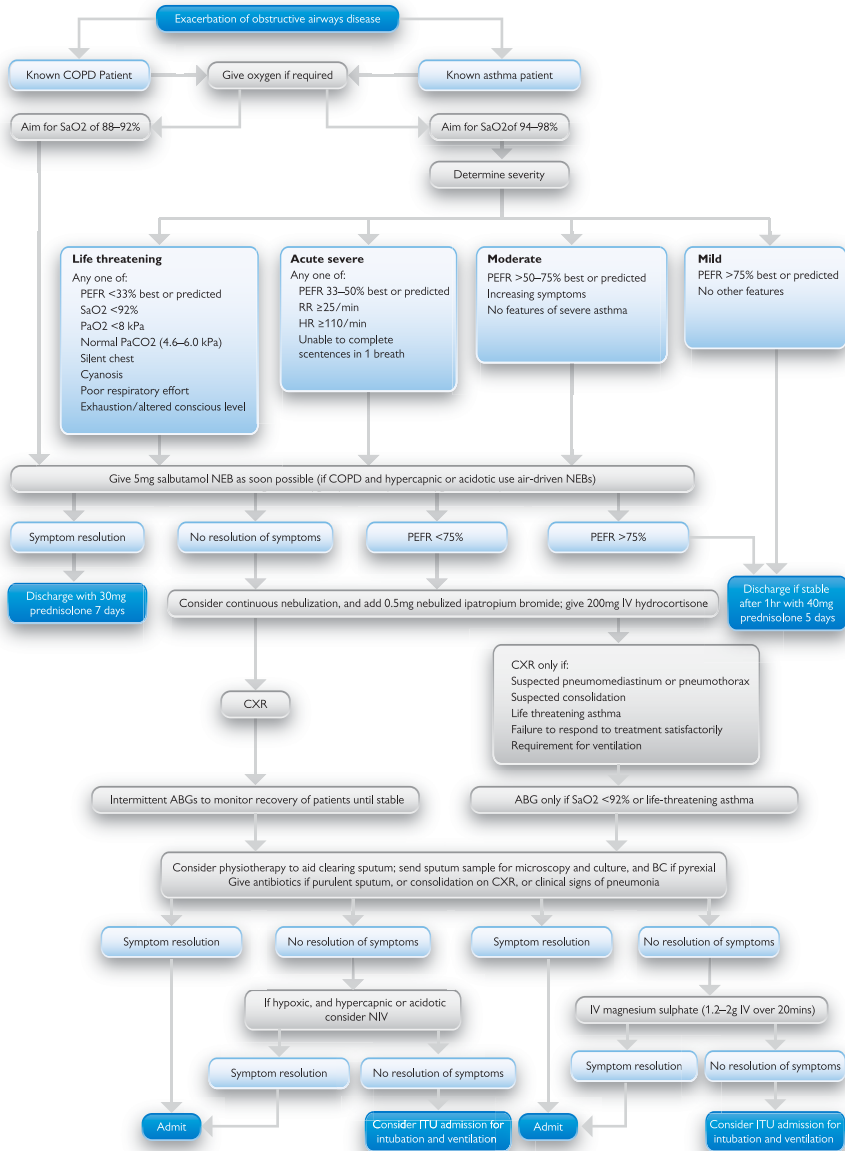 Exacerbation of obstructive airways disease
Known COPD Patient
Give oxygen if required
Known asthma patient
Aim for SaO2 of 88–92%
Aim for SaO2of 94–98%
Determine severity
Life threatening
Any one of:
PEFR <33% best or predicted
SaO2 <92%
PaO2 <8 kPa
Normal PaCO2 (4.6–6.0 kPa)
Silent chest
Cyanosis
Poor respiratory effort
Exhaustion/altered conscious level
Acute severe
Any one of:
PEFR 33–50% best or predicted
RR ≥25/min
HR ≥110/min
Unable to complete
scentences in 1 breath
Moderate
PEFR >50–75% best or predicted
Increasing symptoms
No features of severe asthma
Mild
PEFR >75% best or predicted
No other features
Give 5mg salbutamol NEB as soon possible (if COPD and hypercapnic or acidotic use air-driven NEBs)
Symptom resolution
No resolution of symptoms
PEFR <75%
PEFR >75%
Discharge with 30mg
prednisolone 7 days
Consider continuous nebulization, and add 0.5mg nebulized ipatropium bromide; give 200mg IV hydrocortisone
Discharge if stable
after 1hr with 40mg
prednisolone 5 days
CXR
CXR only if:
Suspected pneumomediastinum or pneumothorax
Suspected consolidation
Life threatening asthma
Failure to respond to treatment satisfactorily
Requirement for ventilation
Intermittent ABGs to monitor recovery of patients until stable
ABG only if SaO2 <92% or life-threatening asthma
Consider physiotherapy to aid clearing sputum; send sputum sample for microscopy and culture, and BC if pyrexial
Give antibiotics if purulent sputum, or consolidation on CXR, or clinical signs of pneumonia
Symptom resolution
No resolution of symptoms
Symptom resolution
No resolution of symptoms
If hypoxic, and hypercapnic or acidotic
consider NIV
IV magnesium sulphate (1.2–2g IV over 20mins)
Symptom resolution
No resolution of symptoms
Symptom resolution
No resolution of symptoms
Admit
Consider ITU admission for
intubation and ventilation
Admit
Consider ITU admission for
intubation and ventilation